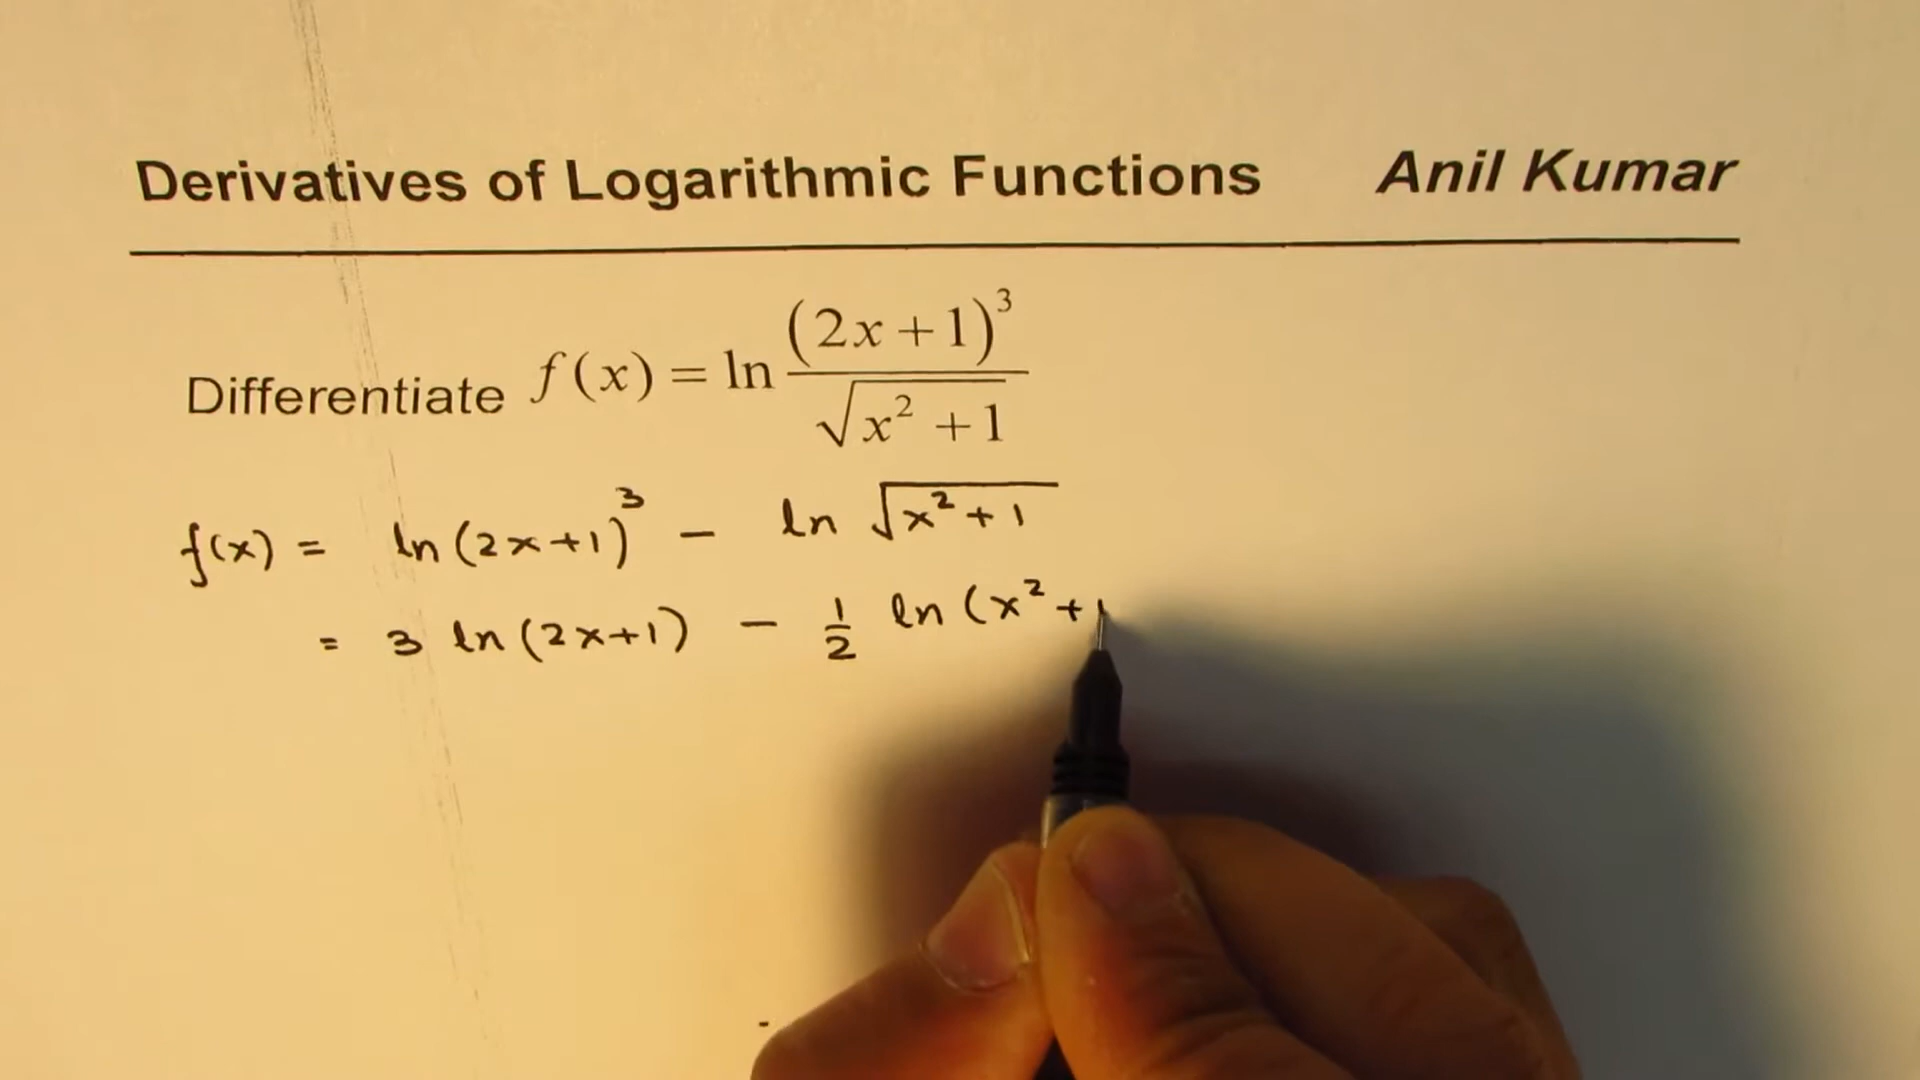 Derivatives of Logarithmic Functions Anil Kumar
Differentiate f(x) = ln (2x+1)^3 / √(x^2+1)
f(x) = ln (2x+1)^3 − ln √(x^2+1)
= 3 ln (2x+1) − 1/2 ln (x^2+1